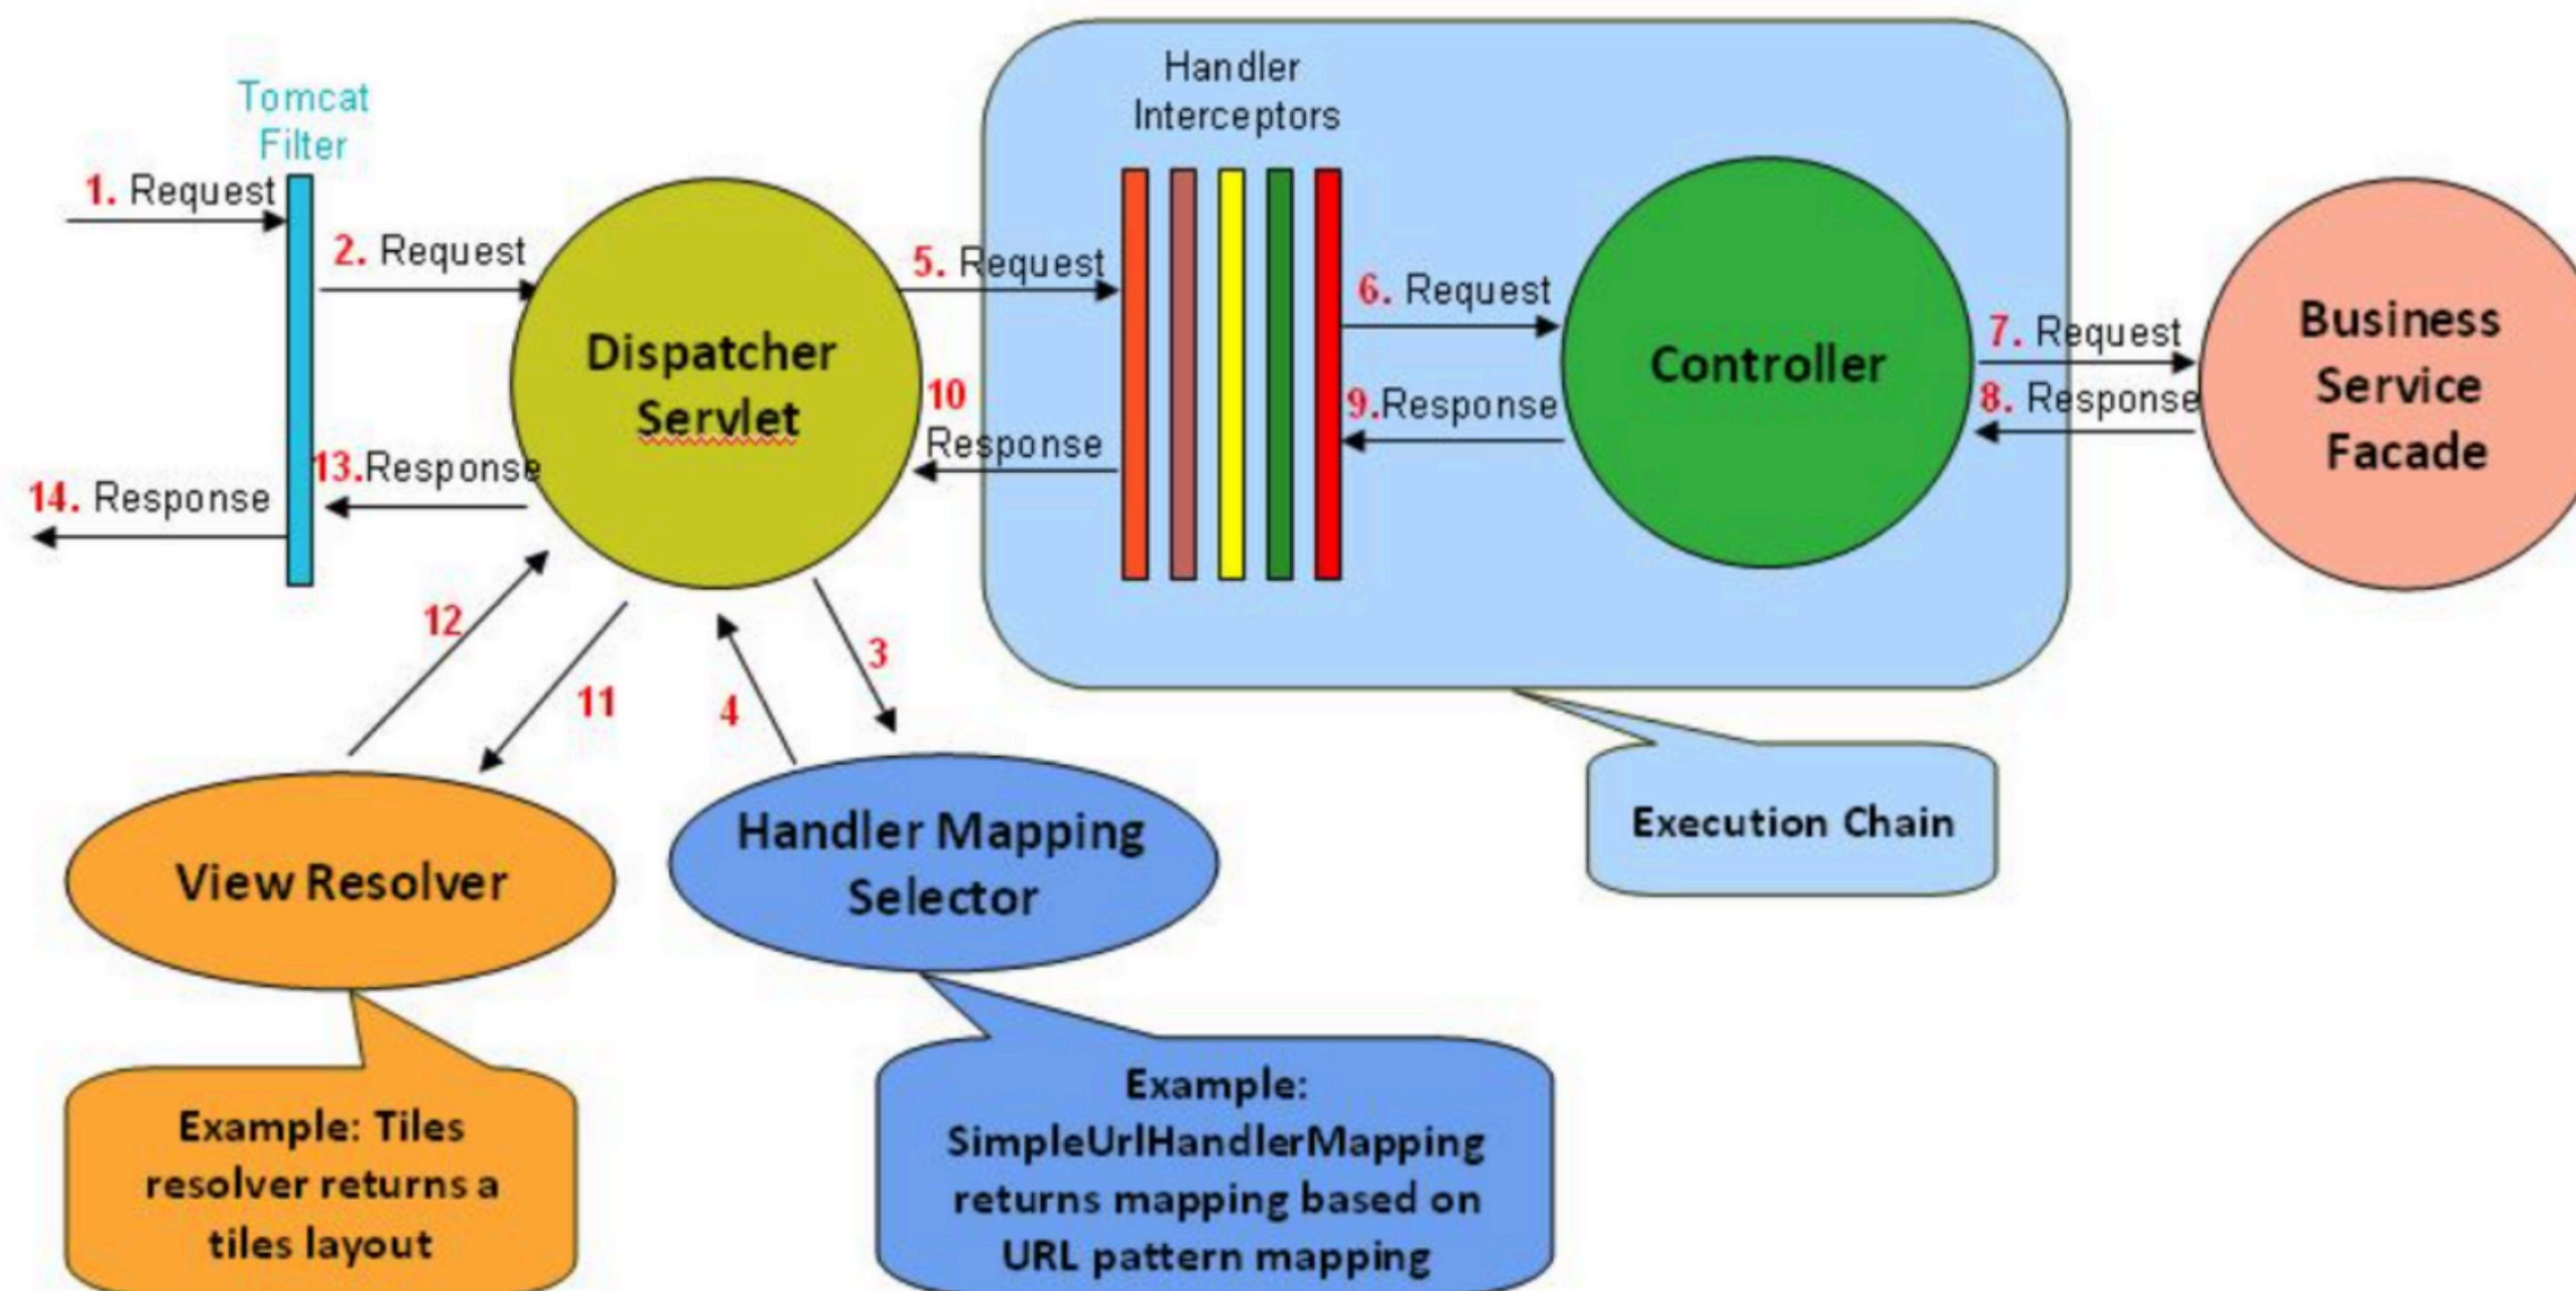 Tomcat
Filter
1. Request
2. Request
Dispatcher
Servlet
13.Response
14. Response
Handler
Interceptors
5. Request
10
Response
6. Request
9.Response
Controller
7. Request
8. Response
Business
Service
Facade
12
11
4
3
View Resolver
Handler Mapping
Selector
Execution Chain
Example: Tiles
resolver returns a
tiles layout
Example:
SimpleUrlHandlerMapping
returns mapping based on
URL pattern mapping